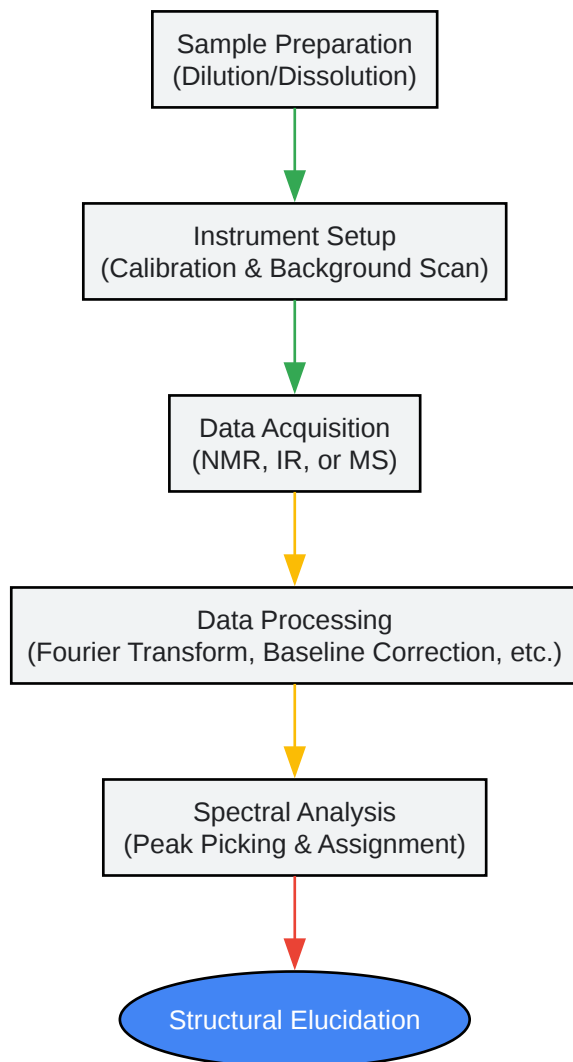 Sample Preparation
(Dilution/Dissolution)
Instrument Setup
(Calibration & Background Scan)
Data Acquisition
(NMR, IR, or MS)
Data Processing
(Fourier Transform, Baseline Correction, etc.)
Spectral Analysis
(Peak Picking & Assignment)
Structural Elucidation